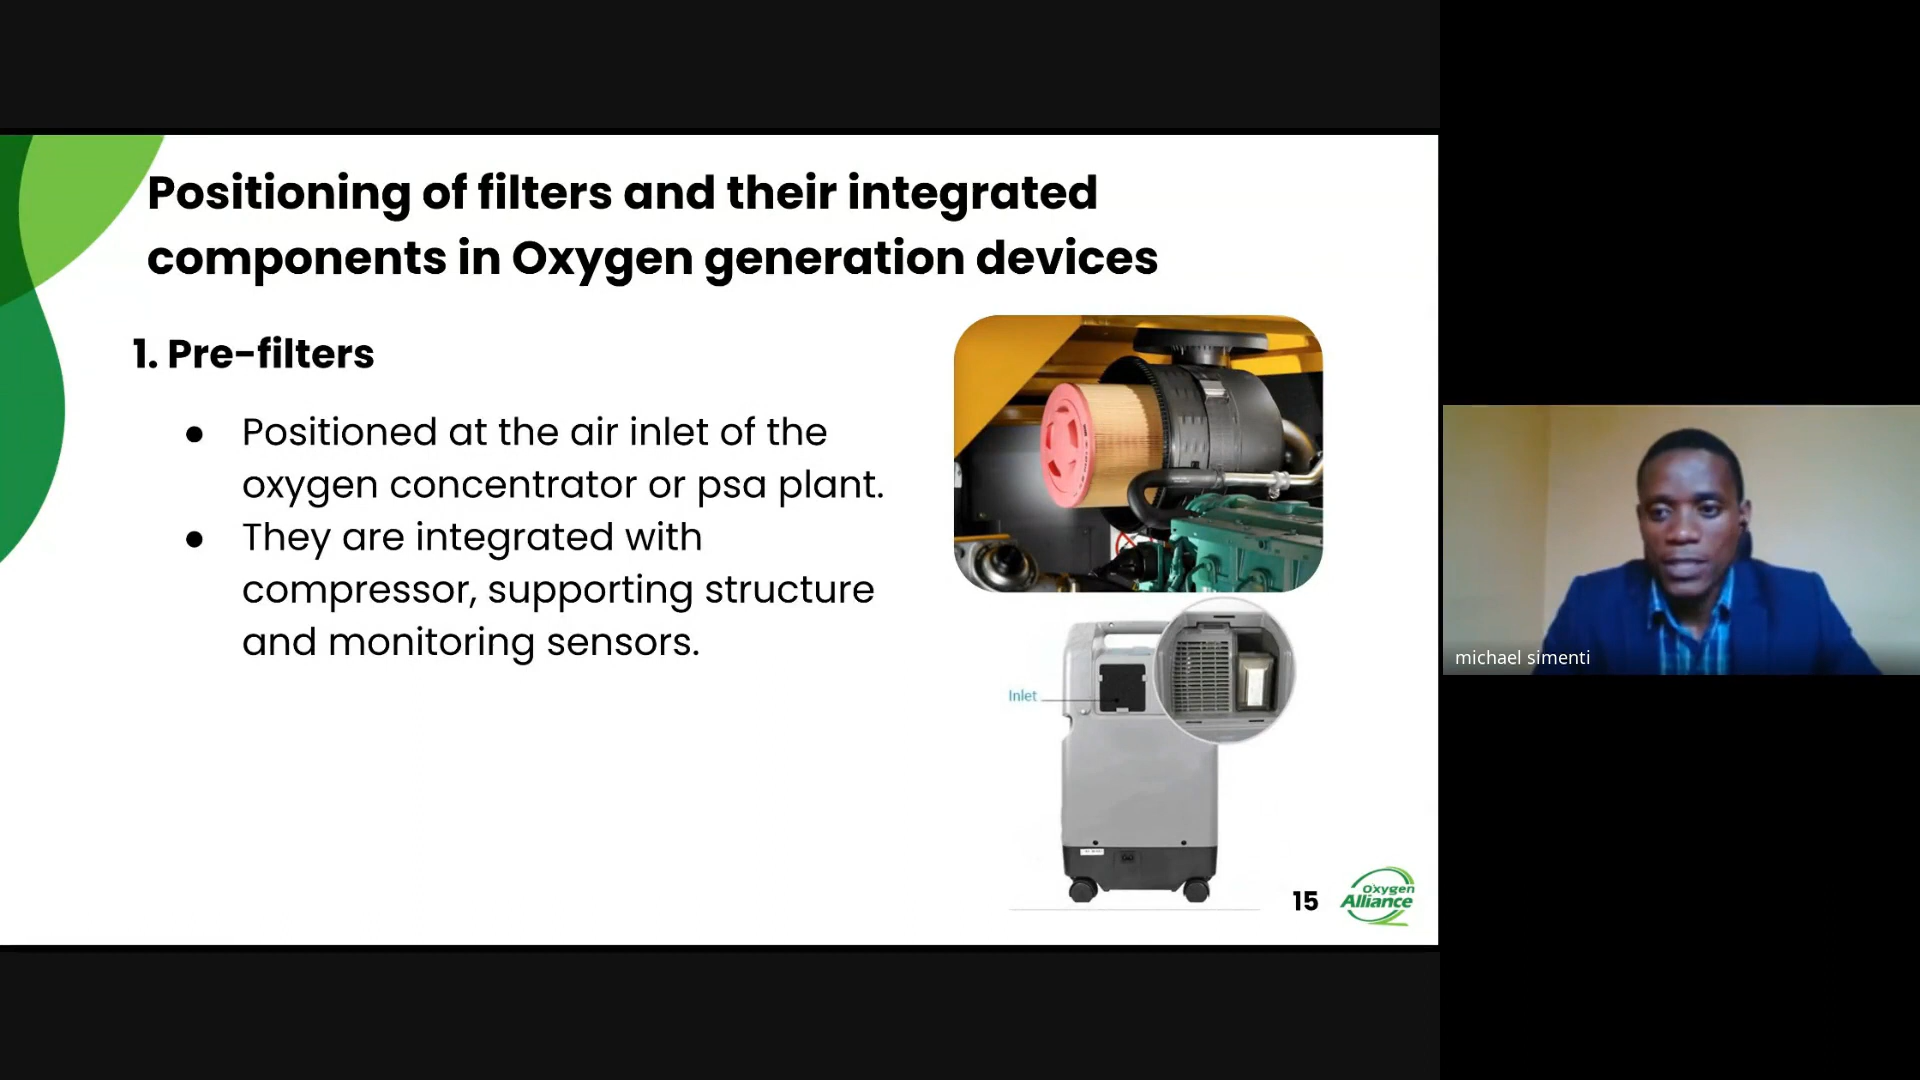 Positioning of filters and their integrated
components in Oxygen generation devices
1. Pre-filters
● Positioned at the air inlet of the
oxygen concentrator or psa plant.
● They are integrated with
compressor, supporting structure
and monitoring sensors.
Inlet
15
Oxygen
Alliance
michael simenti